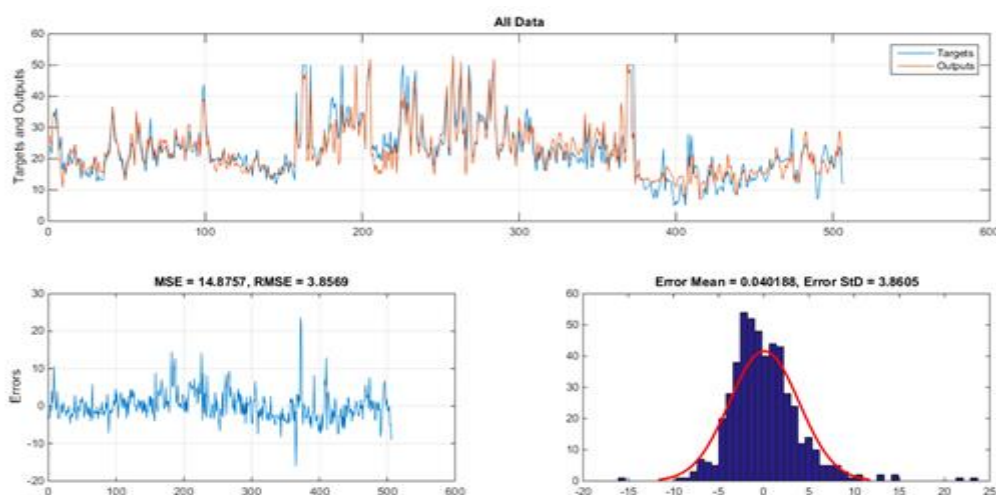 All Data
Targets and Outputs
60
50
40
30
20
10
0
0 100 200 300 400 500 600
Targets
Outputs
MSE = 14.8757, RMSE = 3.8569
Errors
30
20
10
0
-10
-20
0 100 200 300 400 500 600
Error Mean = 0.040188, Error StD = 3.8605
60
50
40
30
20
10
0
-20 -15 -10 -5 0 5 10 15 20 25